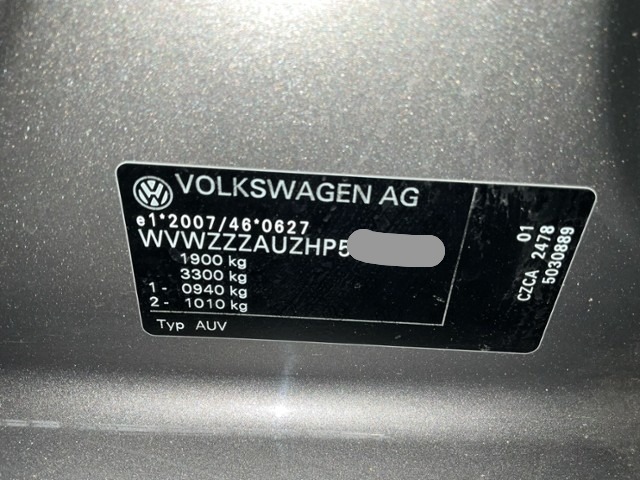 VOLKSWAGEN AG
e1*2007/46*0627
WVWZZZAUZHP5
1900 kg
3300 kg
1 - 0940 kg
2 - 1010 kg
Typ AUV
01
CZCA 2478
5030889